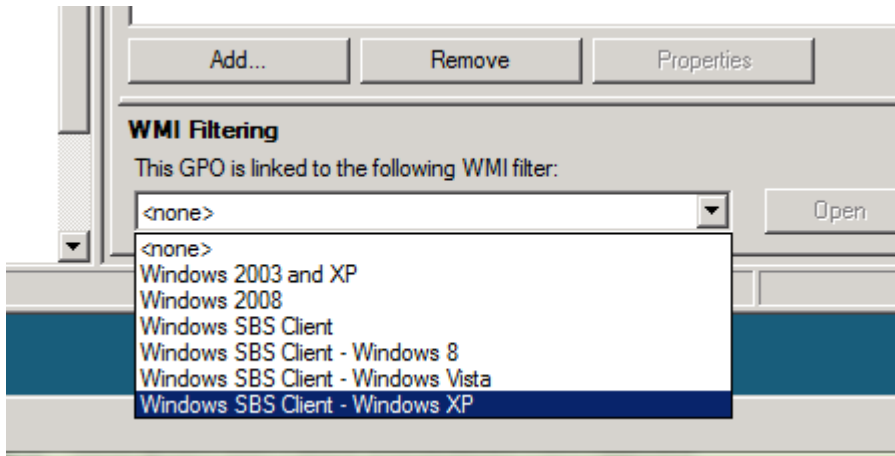 Add... Remove Properties
WMI Filtering
This GPO is linked to the following WMI filter:
<none> Open
<none>
Windows 2003 and XP
Windows 2008
Windows SBS Client
Windows SBS Client - Windows 8
Windows SBS Client - Windows Vista
Windows SBS Client - Windows XP